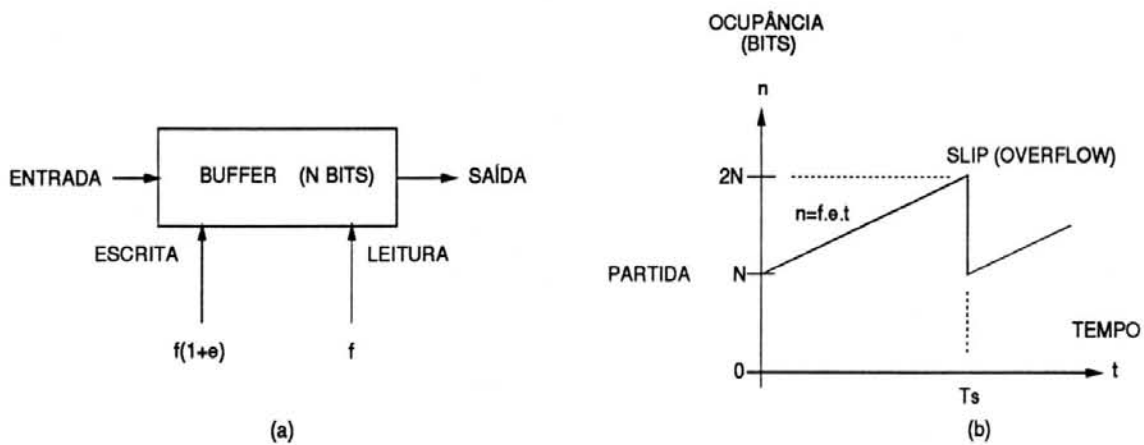 ENTRADA
BUFFER (N BITS)
SAÍDA
ESCRITA
LEITURA
f(1+e)
f
(a)
OCUPÂNCIA
(BITS)
n
SLIP (OVERFLOW)
2N
n=f.e.t
PARTIDA
N
TEMPO
0
t
Ts
(b)